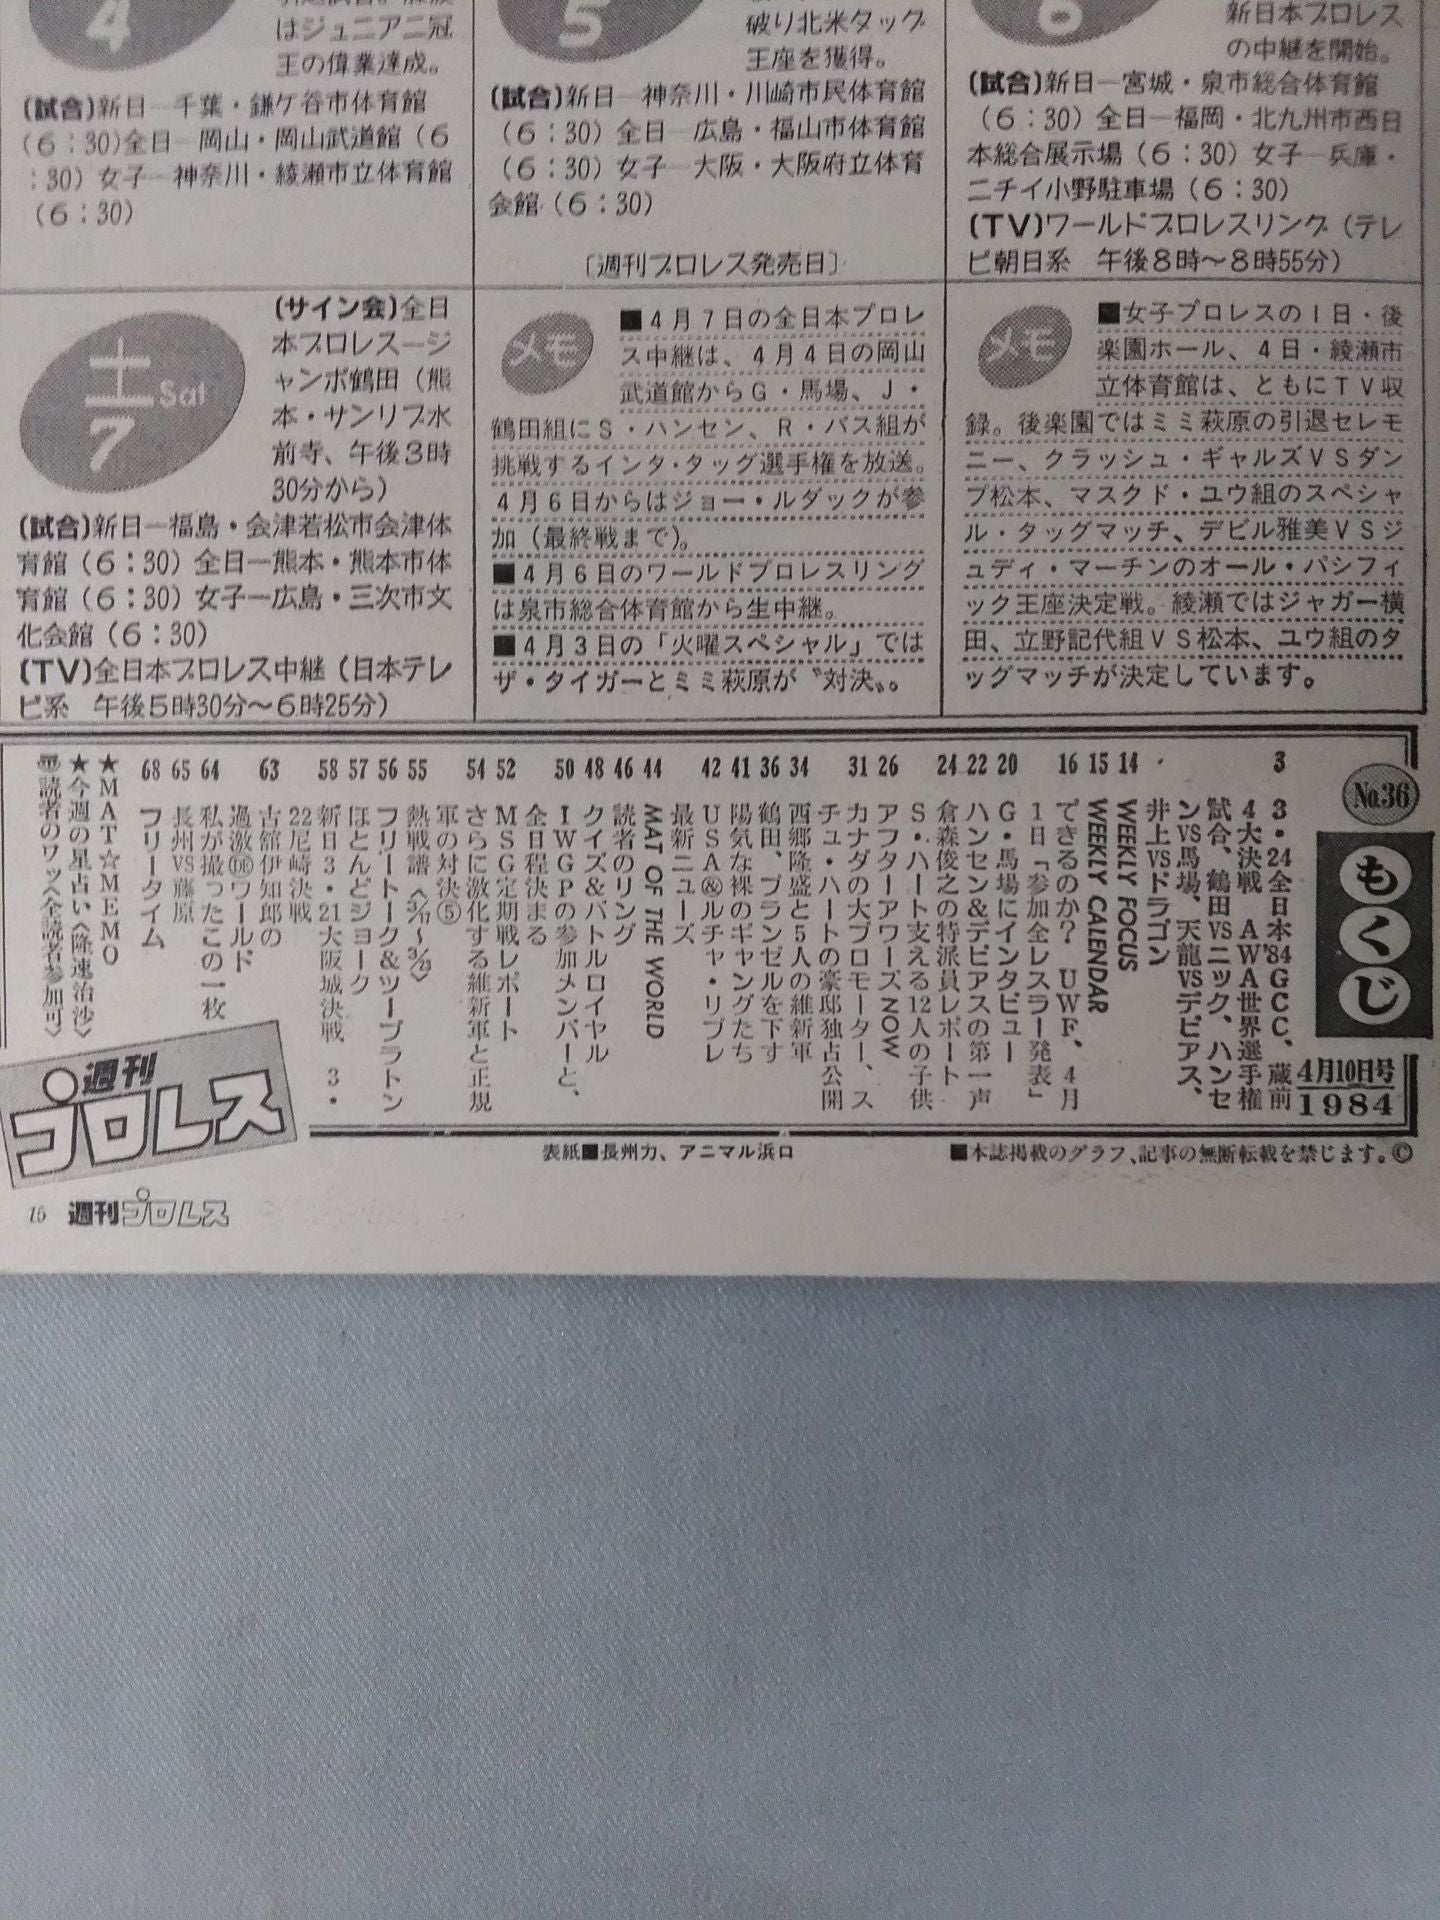 4
はジュニア二冠
王の偉業達成。
(試合)新日―千葉・鎌ケ谷市体育館
(6：30)全日―岡山・岡山武道館（6
：30）女子―神奈川・綾瀬市立体育館
（6：30）
5
破り北米タッグ
王座を獲得。
(試合)新日―神奈川・川崎市民体育館
（6：30）全日―広島・福山市体育館
（6：30）女子―大阪・大阪府立体育
会館（6：30）
〔週刊プロレス発売日〕
6
新日本プロレス
の中継を開始。
(試合)新日―宮城・泉市総合体育館
（6：30）全日―福岡・北九州市西日
本総合展示場（6：30）女子―兵庫・
ニチイ小野駐車場（6：30）
(TV)ワールドプロレスリング（テレ
ビ朝日系　午後8時～8時55分）
土
7
Sat
(サイン会)全日
本プロレス―ジ
ャンボ鶴田（熊
本・サンリブ水
前寺、午後3時
30分から）
(試合)新日―福島・会津若松市会津体
育館（6：30）全日―熊本・熊本市体
育館（6：30）女子―広島・三次市文
化会館（6：30）
(TV)全日本プロレス中継（日本テレ
ビ系　午後5時30分～6時25分）
メモ
■4月7日の全日本プロレ
ス中継は、4月4日の岡山
武道館からG・馬場、J・
鶴田組にS・ハンセン、R・バス組が
挑戦するインタ・タッグ選手権を放送。
4月6日からはジョー・ルダックが参
加（最終戦まで）。
■4月6日のワールドプロレスリング
は泉市総合体育館から生中継。
■4月3日の「火曜スペシャル」では
ザ・タイガーとミミ萩原が〝対決〟。
メモ
■女子プロレスの1日・後
楽園ホール、4日・綾瀬市
立体育館は、ともにTV収
録。後楽園ではミミ萩原の引退セレモ
ニー、クラッシュ・ギャルズVSダン
プ松本、マスクド・ユウ組のスペシャ
ル・タッグマッチ、デビル雅美VSジ
ュディ・マーチンのオール・パシフィ
ック王座決定戦。綾瀬ではジャガー横
田、立野記代組VS松本、ユウ組のタ
ッグマッチが決定しています。
No.36
もくじ
4月10日号
1984
3　3・24全日本'84GCC、蔵前
4大決戦　AWA世界選手権
試合、鶴田VSニック、ハンセ
ンVS馬場、天龍VSデビアス、
井上VSドラゴン
14　WEEKLY FOCUS
15　WEEKLY CALENDAR
16　できるのか？　UWF、4月
1日「参加全レスラー発表」
20　G・馬場にインタビュー
22　ハンセン&デビアスの第一声
24　倉森俊之の特派員レポート
S・ハート支える12人の子供
26　アフターアワーズNOW
31　カナダの大プロモーター、ス
チュ・ハートの豪邸独占公開
34　西郷隆盛と5人の維新軍
36　鶴田、ブランゼルを下す
41　陽気な裸のギャングたち
42　USA&ルチャ・リブレ
最新ニューズ
44　MAT OF THE WORLD
46　読者のリング
48　クイズ&バトルロイヤル
50　IWGPの参加メンバーと、
全日程決まる
52　MSG定期戦レポート
54　さらに激化する維新軍と正規
軍の対決⑤
55　熱戦譜〈3/17～3/23〉
56　フリートーク&ツープラトン
57　ほとんどジョーク
58　新日3・21大阪城決戦　3・
22尼崎決戦
63　古舘伊知郎の
過激ワールド
64　私が撮ったこの一枚
65　長州VS藤原
68　フリータイム
★MAT☆MEMO
★今週の星占い〈隆速治沙〉
読者のワッ〈全読者参加可〉
週刊
プロレス
表紙■長州力、アニマル浜口
■本誌掲載のグラフ、記事の無断転載を禁じます。©
15　週刊プロレス